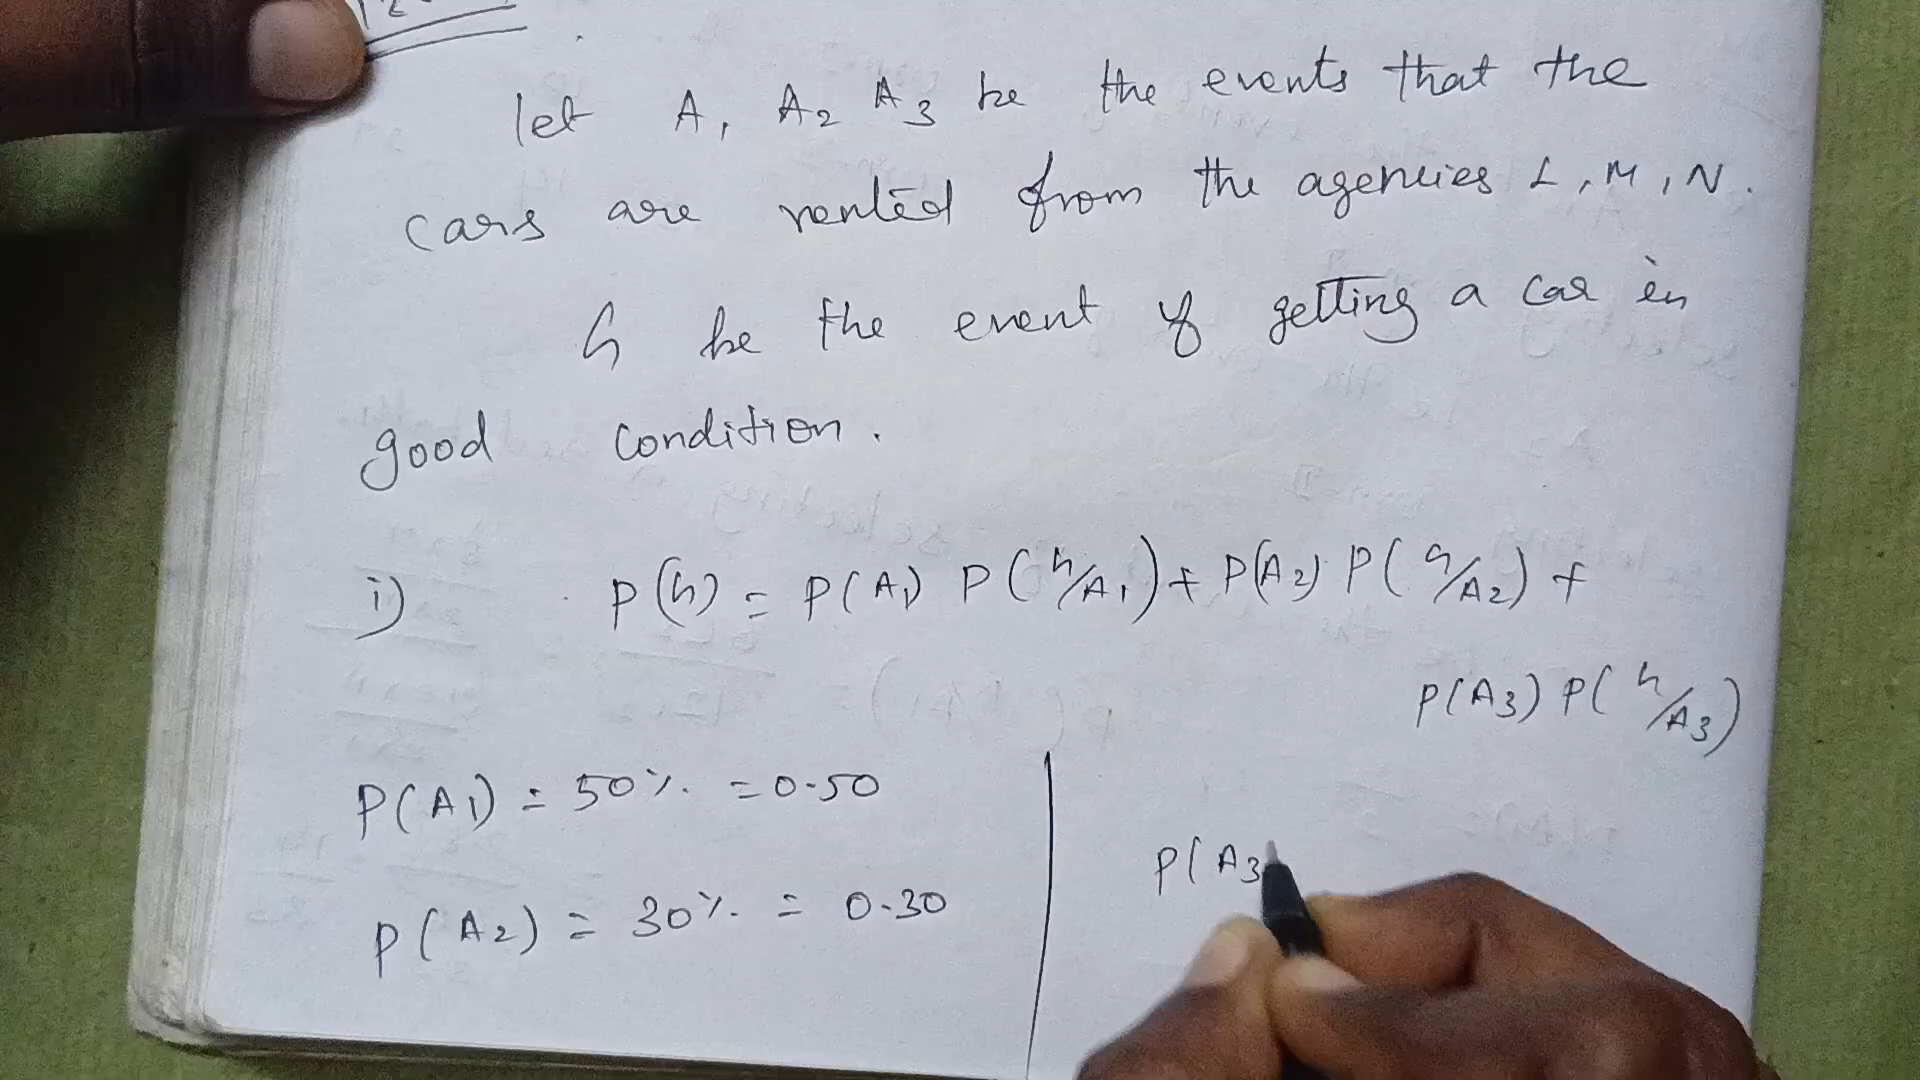 let A1 A2 A3 be the events that the
cars are rented from the agencies L, M, N.
G be the event of getting a car in
good condition.
i) P(G) = P(A1) P(G/A1) + P(A2) P(G/A2) +
P(A3) P(G/A3)
P(A1) = 50% = 0.50
P(A2) = 30% = 0.30
P(A3